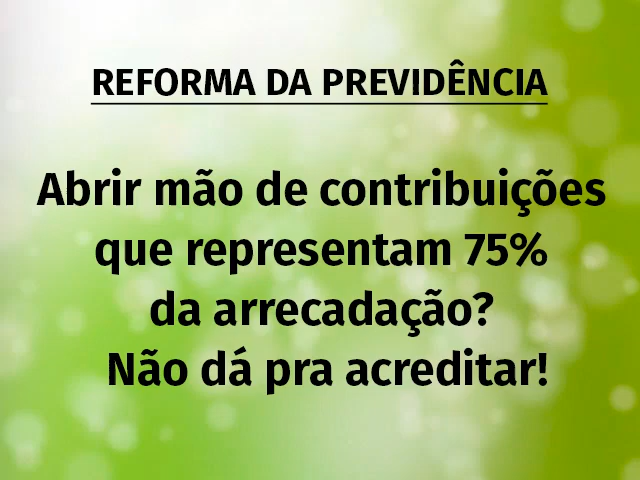 REFORMA DA PREVIDÊNCIA
Abrir mão de contribuições
que representam 75%
da arrecadação?
Não dá pra acreditar!